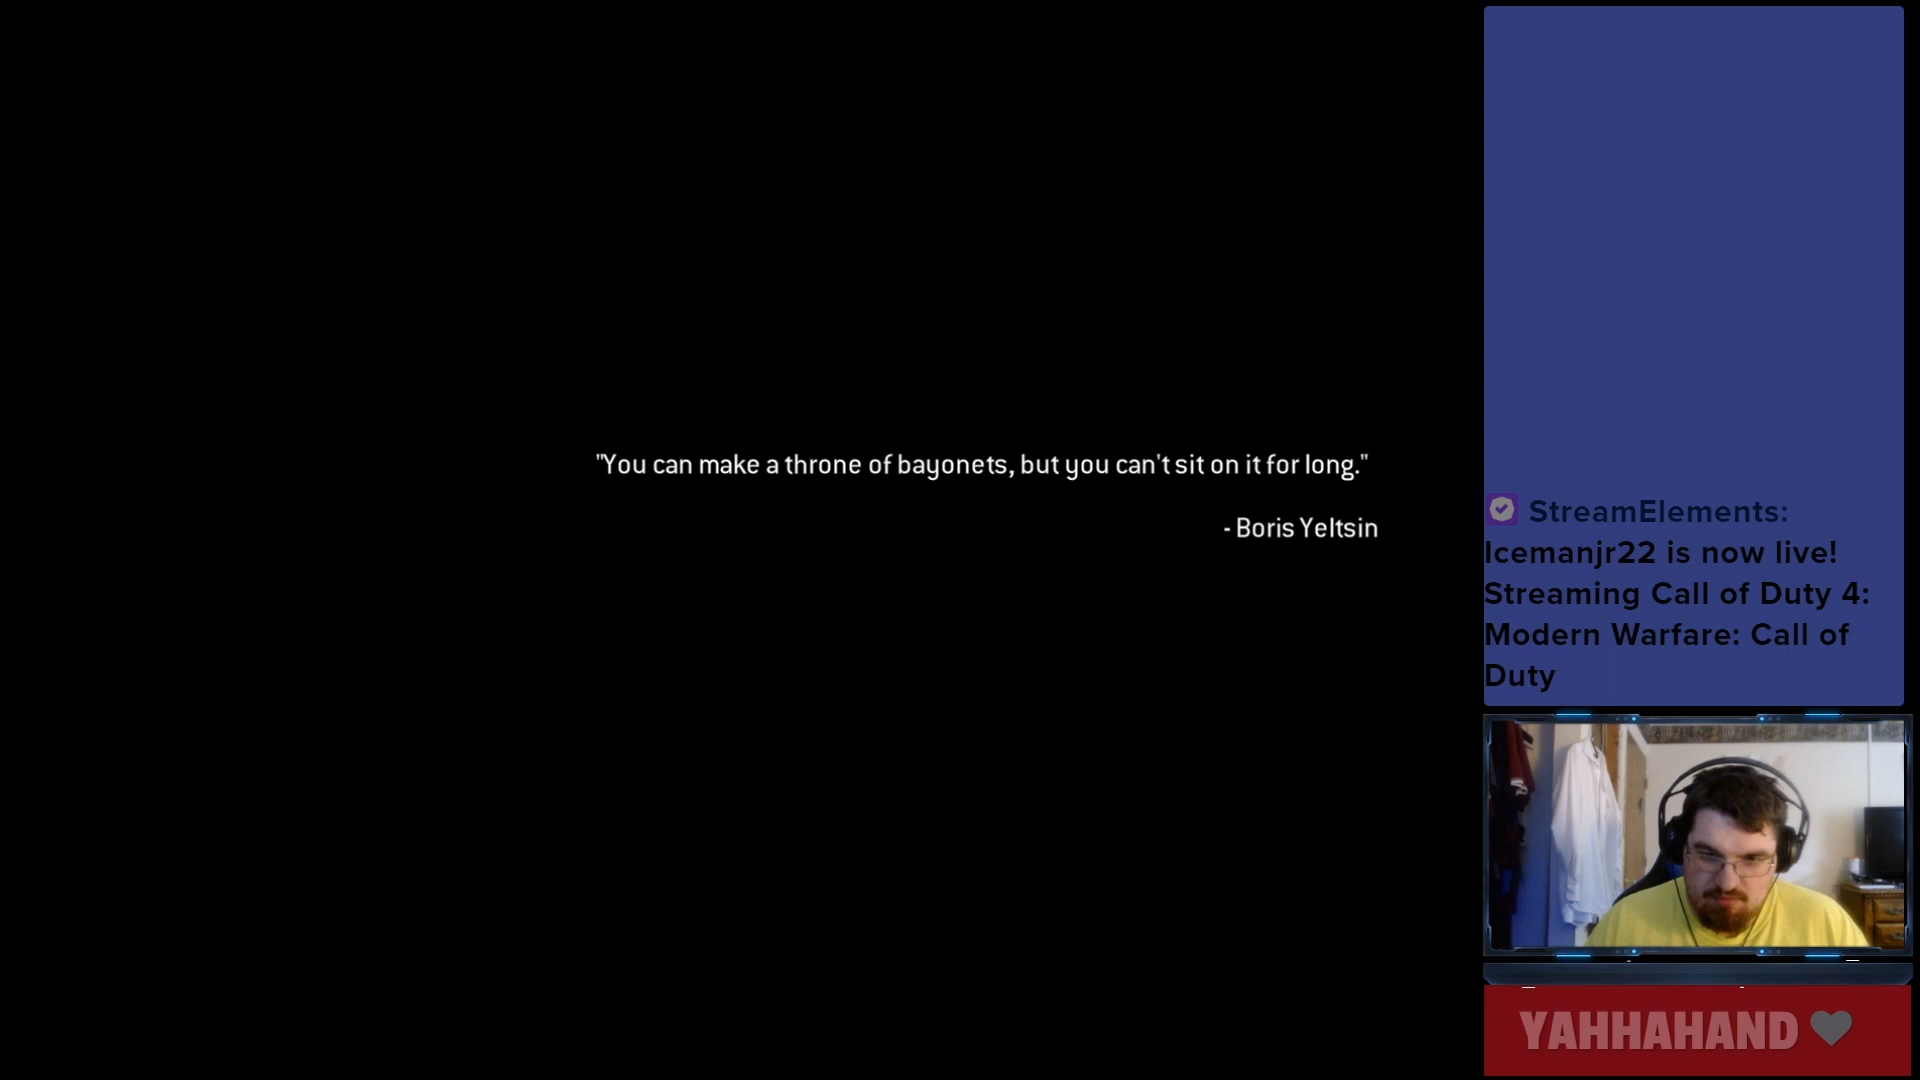 "You can make a throne of bayonets, but you can't sit on it for long."
- Boris Yeltsin
StreamElements:
Icemanjr22 is now live!
Streaming Call of Duty 4:
Modern Warfare: Call of
Duty
YAHHAHAND